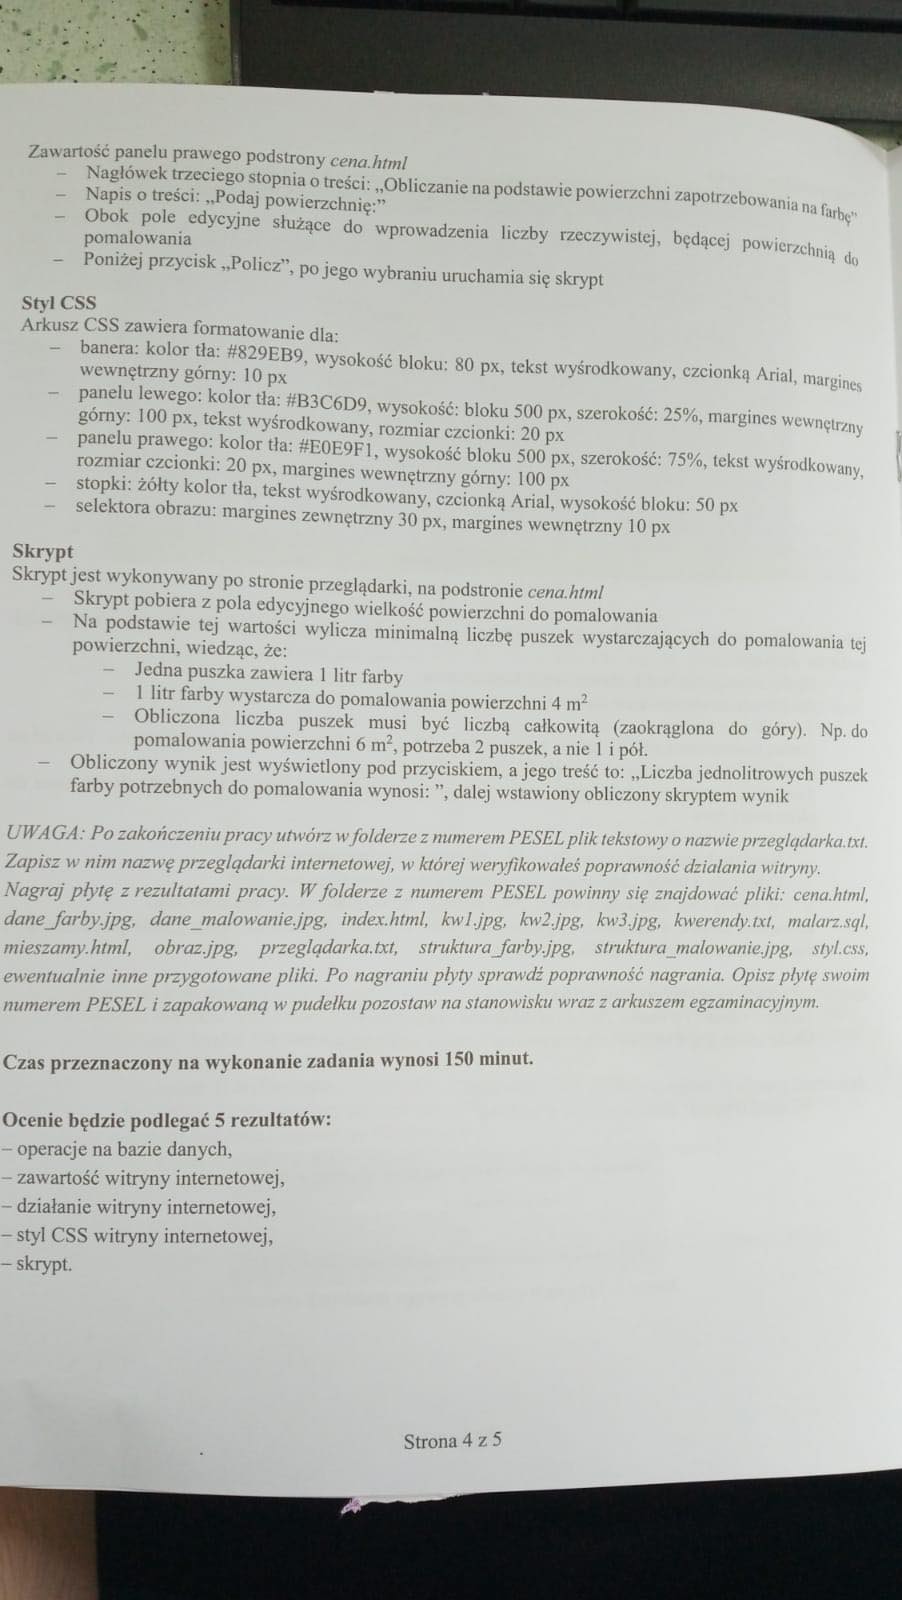 Zawartość panelu prawego podstrony cena.html
– Nagłówek trzeciego stopnia o treści: „Obliczanie na podstawie powierzchni zapotrzebowania na farbę”
– Napis o treści: „Podaj powierzchnię:”
– Obok pole edycyjne służące do wprowadzenia liczby rzeczywistej, będącej powierzchnią do
pomalowania
– Poniżej przycisk „Policz”, po jego wybraniu uruchamia się skrypt
Styl CSS
Arkusz CSS zawiera formatowanie dla:
– banera: kolor tła: #829EB9, wysokość bloku: 80 px, tekst wyśrodkowany, czcionką Arial, margines
wewnętrzny górny: 10 px
– panelu lewego: kolor tła: #B3C6D9, wysokość: bloku 500 px, szerokość: 25%, margines wewnętrzny
górny: 100 px, tekst wyśrodkowany, rozmiar czcionki: 20 px
– panelu prawego: kolor tła: #E0E9F1, wysokość bloku 500 px, szerokość: 75%, tekst wyśrodkowany,
rozmiar czcionki: 20 px, margines wewnętrzny górny: 100 px
– stopki: żółty kolor tła, tekst wyśrodkowany, czcionką Arial, wysokość bloku: 50 px
– selektora obrazu: margines zewnętrzny 30 px, margines wewnętrzny 10 px
Skrypt
Skrypt jest wykonywany po stronie przeglądarki, na podstronie cena.html
– Skrypt pobiera z pola edycyjnego wielkość powierzchni do pomalowania
– Na podstawie tej wartości wylicza minimalną liczbę puszek wystarczających do pomalowania tej
powierzchni, wiedząc, że:
– Jedna puszka zawiera 1 litr farby
– 1 litr farby wystarcza do pomalowania powierzchni 4 m²
– Obliczona liczba puszek musi być liczbą całkowitą (zaokrąglona do góry). Np. do
pomalowania powierzchni 6 m², potrzeba 2 puszek, a nie 1 i pół.
– Obliczony wynik jest wyświetlony pod przyciskiem, a jego treść to: „Liczba jednolitrowych puszek
farby potrzebnych do pomalowania wynosi: ”, dalej wstawiony obliczony skryptem wynik
UWAGA: Po zakończeniu pracy utwórz w folderze z numerem PESEL plik tekstowy o nazwie przeglądarka.txt.
Zapisz w nim nazwę przeglądarki internetowej, w której weryfikowałeś poprawność działania witryny.
Nagraj płytę z rezultatami pracy. W folderze z numerem PESEL powinny się znajdować pliki: cena.html,
dane_farby.jpg, dane_malowanie.jpg, index.html, kw1.jpg, kw2.jpg, kw3.jpg, kwerendy.txt, malarz.sql,
mieszamy.html, obraz.jpg, przeglądarka.txt, struktura_farby.jpg, struktura_malowanie.jpg, styl.css,
ewentualnie inne przygotowane pliki. Po nagraniu płyty sprawdź poprawność nagrania. Opisz płytę swoim
numerem PESEL i zapakowaną w pudełku pozostaw na stanowisku wraz z arkuszem egzaminacyjnym.
Czas przeznaczony na wykonanie zadania wynosi 150 minut.
Ocenie będzie podlegać 5 rezultatów:
– operacje na bazie danych,
– zawartość witryny internetowej,
– działanie witryny internetowej,
– styl CSS witryny internetowej,
– skrypt.
Strona 4 z 5